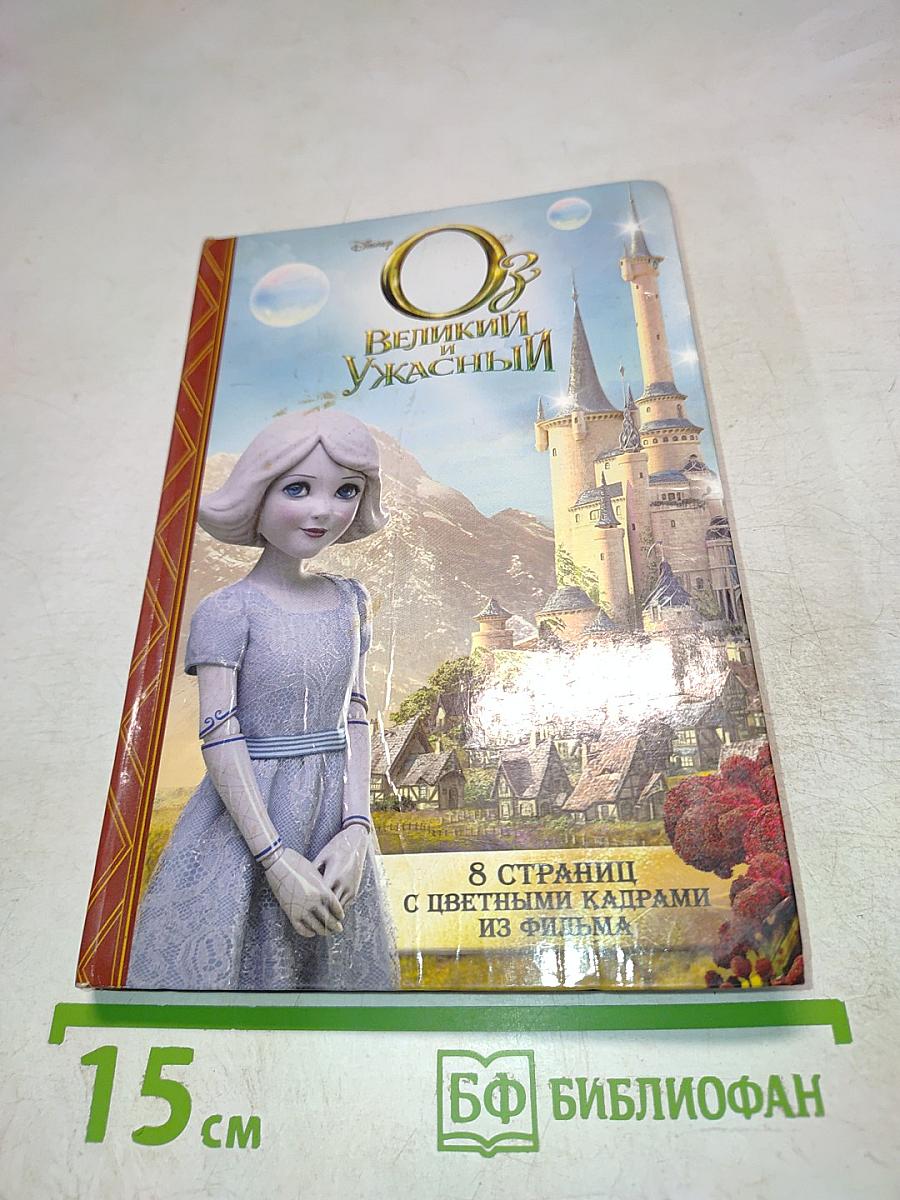 Disney
Оз
ВЕЛИКИЙ
И
УЖАСНЫЙ
8 СТРАНИЦ
С ЦВЕТНЫМИ КАДРАМИ
ИЗ ФИЛЬМА
15 см
БФ БИБЛИОФАН